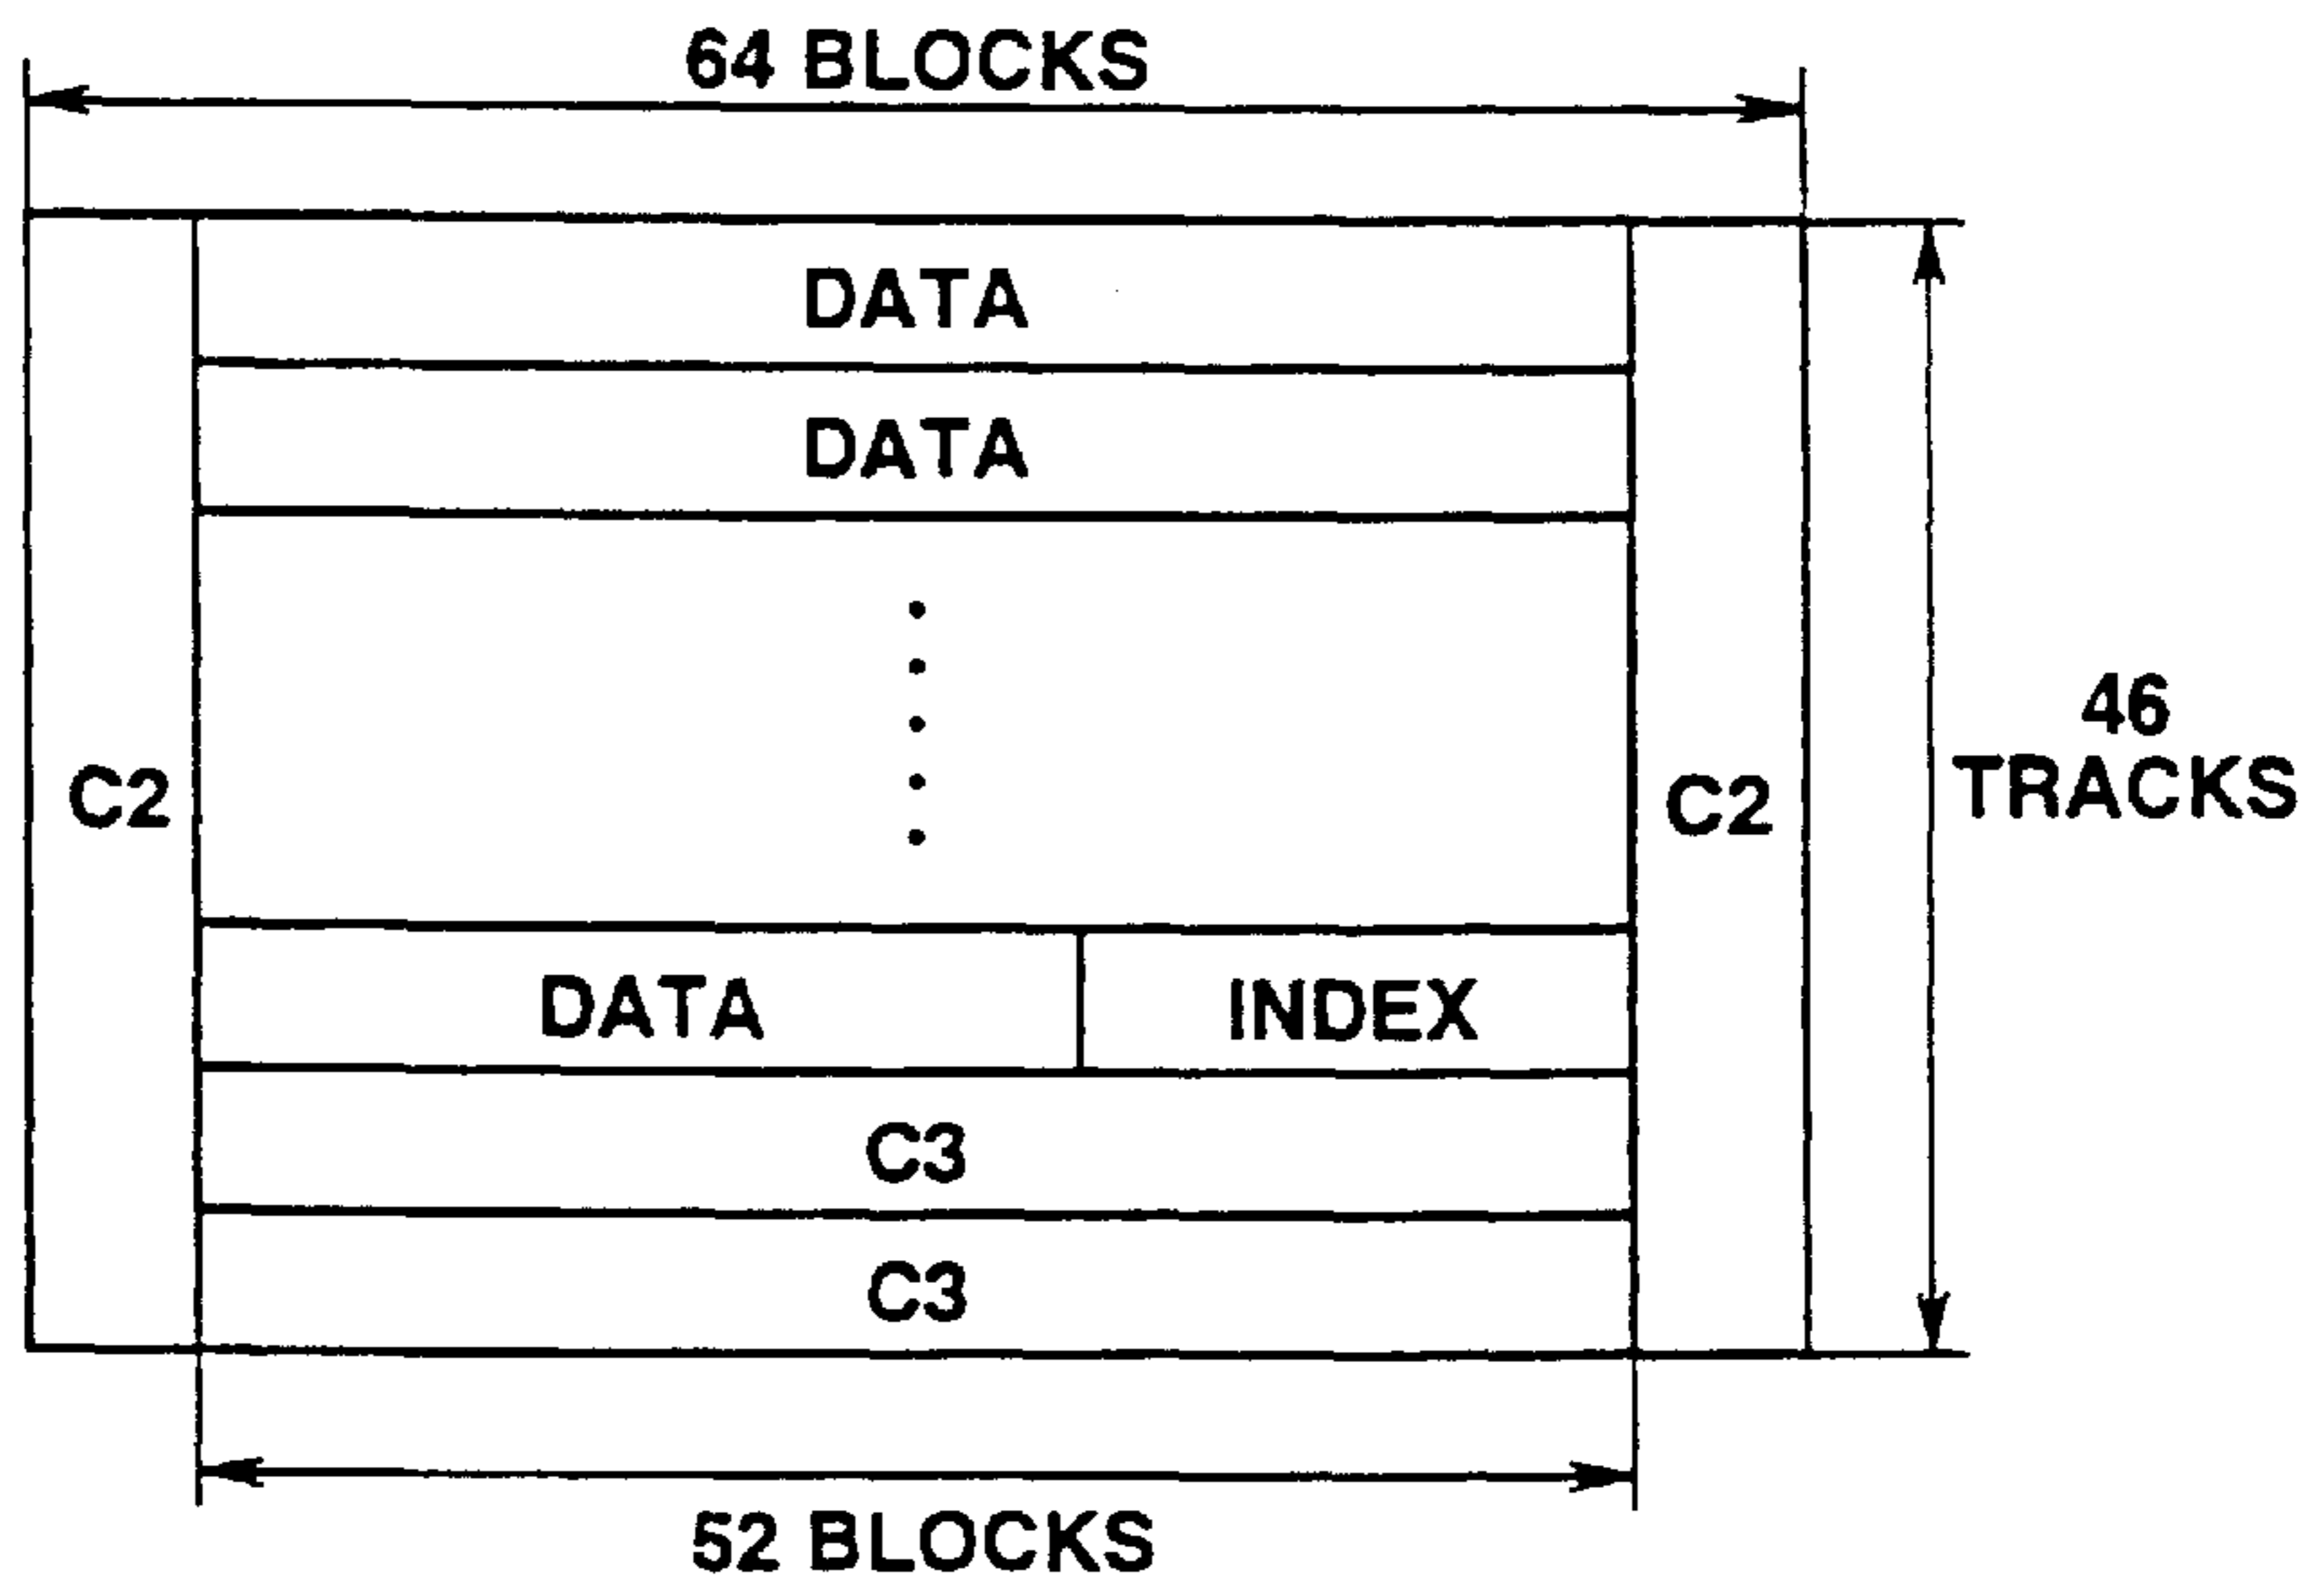 64 BLOCKS
DATA
DATA
C2
C2
46
TRACKS
DATA
INDEX
C3
C3
52 BLOCKS